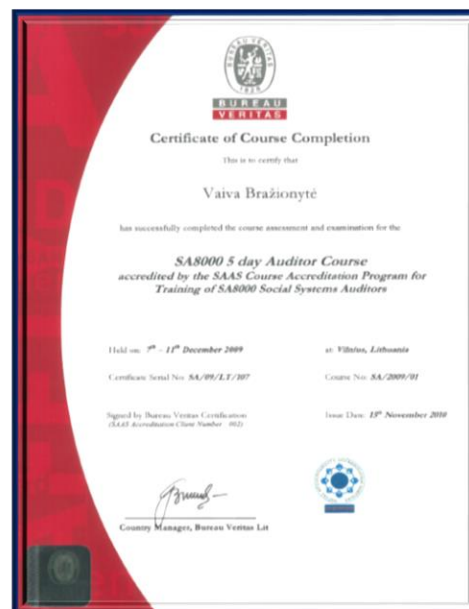 BUREAU VERITAS
1828
BUREAU
VERITAS
Certificate of Course Completion
This is to certify that
Vaiva Bražionytė
has successfully completed the course assessment and examination for the
SA8000 5 day Auditor Course
accredited by the SAAS Course Accreditation Program for
Training of SA8000 Social Systems Auditors
Held on: 7th - 11th December 2009 at: Vilnius, Lithuania
Certificate Serial No: SA/09/LT/107 Course No: SA/2009/01
Signed by Bureau Veritas Certification Issue Date: 15th November 2010
(SAAS Accreditation Client Number - 002)
Country Manager, Bureau Veritas Lit